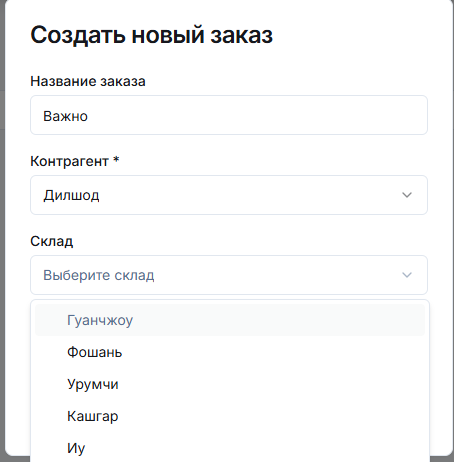 Создать новый заказ
Название заказа
Важно
Контрагент *
Дилшод
Склад
Выберите склад
Гуанчжоу
Фошань
Урумчи
Кашгар
Иу